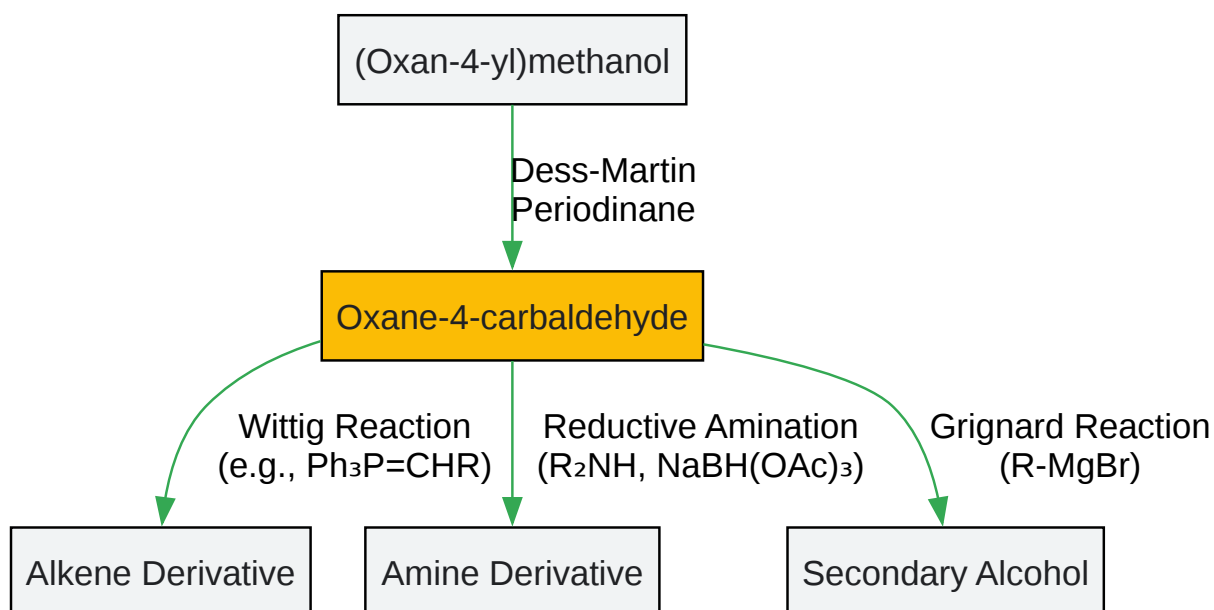 (Oxan-4-yl)methanol
Dess-Martin
Periodinane
Oxane-4-carbaldehyde
Wittig Reaction
(e.g., Ph₃P=CHR)
Reductive Amination
(R₂NH, NaBH(OAc)₃)
Grignard Reaction
(R-MgBr)
Alkene Derivative
Amine Derivative
Secondary Alcohol